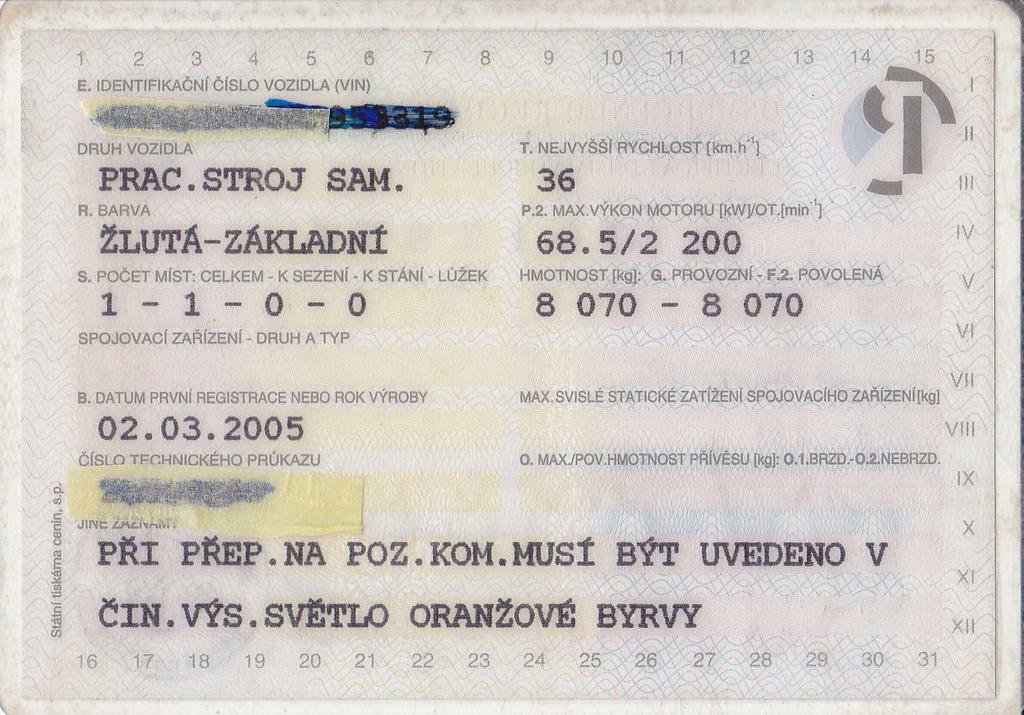 1 2 3 4 5 6 7 8 9 10 11 12 13 14 15
E. IDENTIFIKAČNÍ ČÍSLO VOZIDLA (VIN)
I
II
DRUH VOZIDLA
T. NEJVYŠŠÍ RYCHLOST [km.h⁻¹]
PRAC.STROJ SAM.
36
III
R. BARVA
P.2. MAX.VÝKON MOTORU [kW]/OT.[min⁻¹]
ŽLUTÁ-ZÁKLADNÍ
68.5/2 200
IV
S. POČET MÍST: CELKEM - K SEZENÍ - K STÁNÍ - LŮŽEK
HMOTNOST [kg]: G. PROVOZNÍ - F.2. POVOLENÁ
V
1 - 1 - 0 - 0
8 070 - 8 070
SPOJOVACÍ ZAŘÍZENÍ - DRUH A TYP
VI
VII
B. DATUM PRVNÍ REGISTRACE NEBO ROK VÝROBY
MAX.SVISLÉ STATICKÉ ZATÍŽENÍ SPOJOVACÍHO ZAŘÍZENÍ[kg]
02.03.2005
VIII
ČÍSLO TECHNICKÉHO PRŮKAZU
O. MAX./POV.HMOTNOST PŘÍVĚSU [kg]: O.1.BRZD.-O.2.NEBRZD.
IX
JINÉ ZÁZNAMY
X
PŘI PŘEP.NA POZ.KOM.MUSÍ BÝT UVEDENO V
XI
ČIN.VÝS.SVĚTLO ORANŽOVÉ BYRVY
XII
16 17 18 19 20 21 22 23 24 25 26 27 28 29 30 31
Státní tiskárna cenin, s.p.